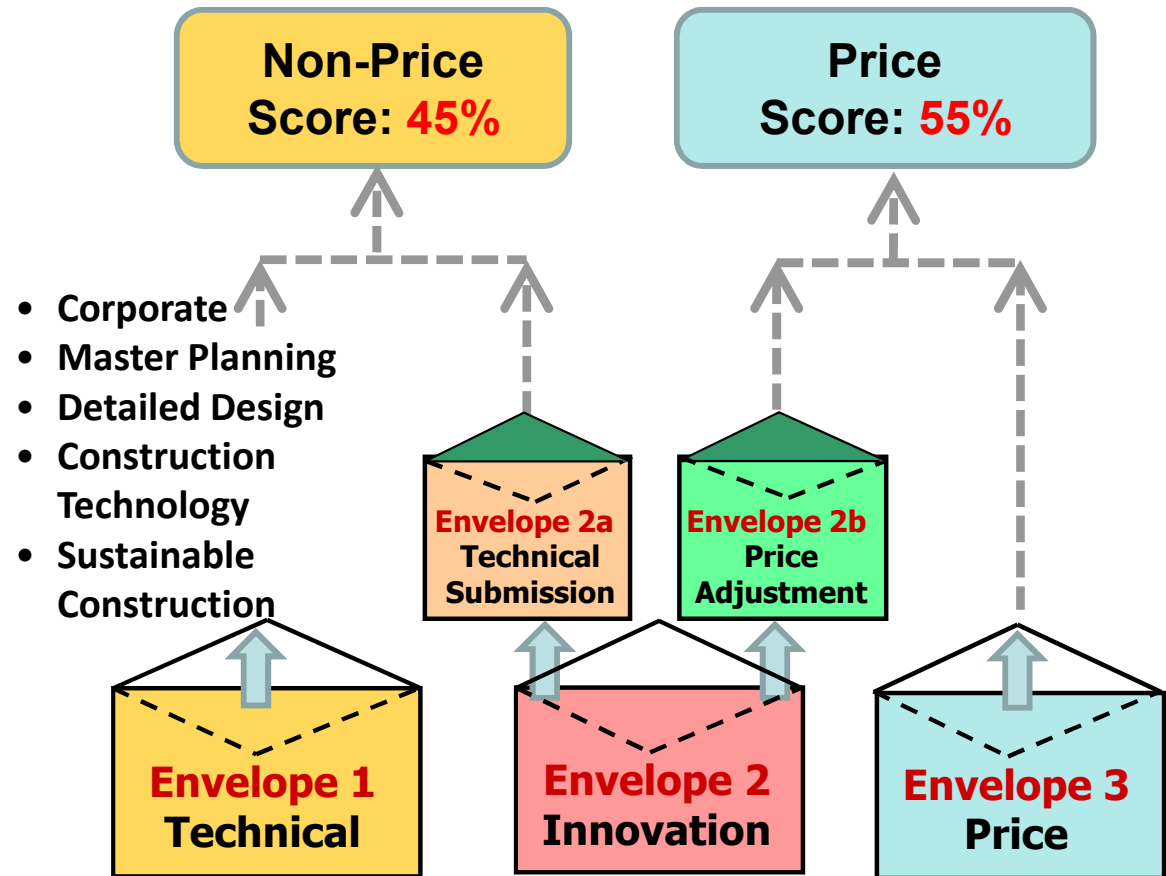 Non-Price
Score: 45%
Price
Score: 55%
• Corporate
• Master Planning
• Detailed Design
• Construction
Technology
• Sustainable
Construction
Envelope 2a
Technical
Submission
Envelope 2b
Price
Adjustment
Envelope 1
Technical
Envelope 2
Innovation
Envelope 3
Price